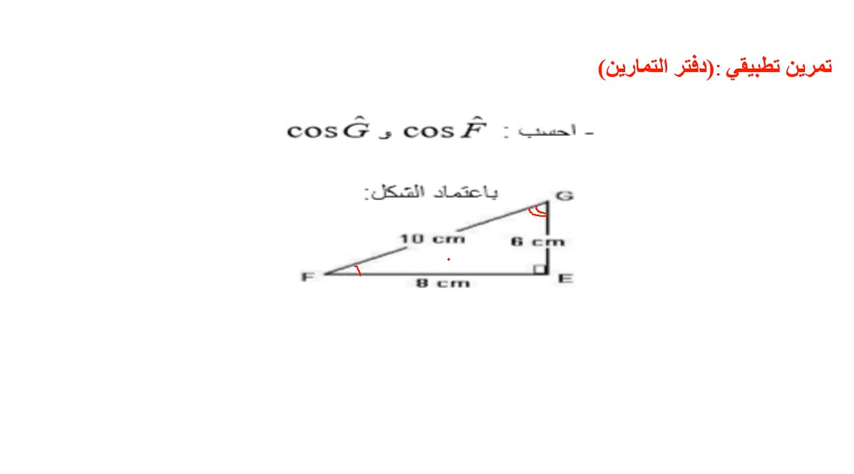 تمرين تطبيقي :(دفتر التمارين)
- احسب : cos F̂ و cos Ĝ
باعتماد الشكل:
G
10 cm
6 cm
F
E
8 cm